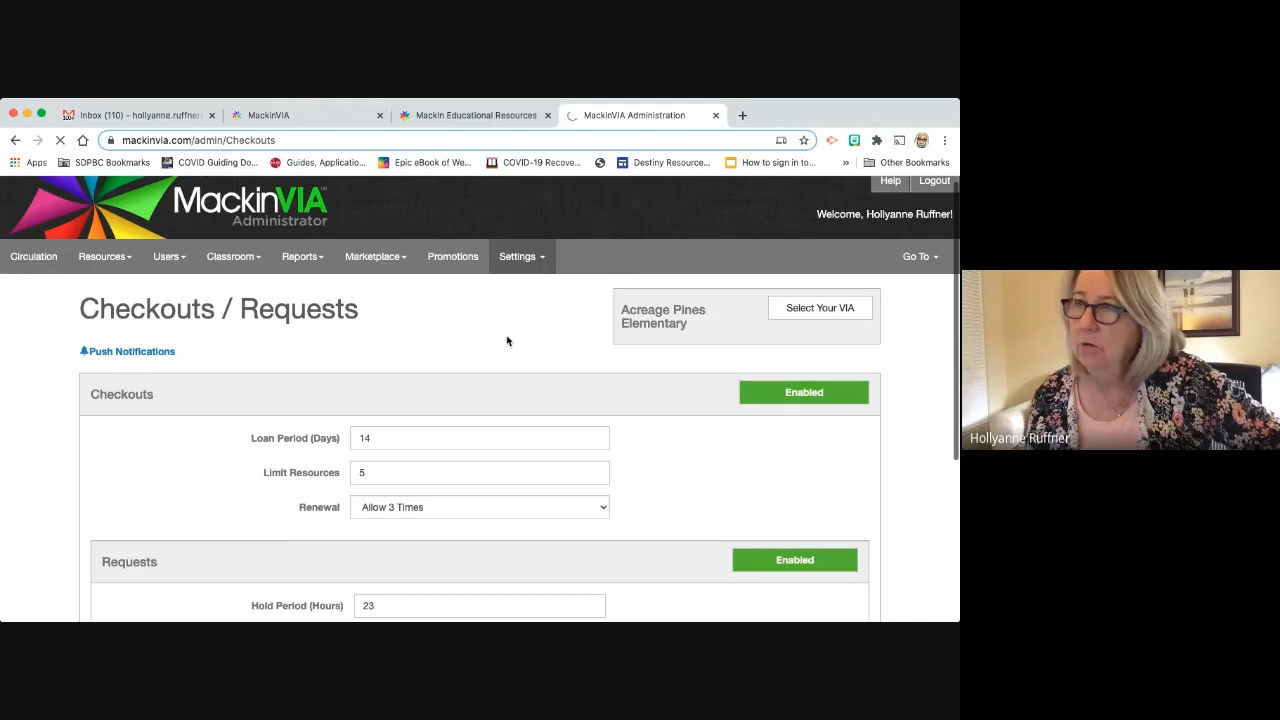 Inbox (110) - hollyanne.ruffner
MackinVIA
Mackin Educational Resources
MackinVIA Administration
mackinvia.com/admin/Checkouts
Apps
SDPBC Bookmarks
COVID Guiding Do...
Guides, Applicatio...
Epic eBook of We...
COVID-19 Recove...
Destiny Resource...
How to sign in to...
»
Other Bookmarks
MackinVIA™
Administrator
Help
Logout
Welcome, Hollyanne Ruffner!
Circulation
Resources
Users
Classroom
Reports
Marketplace
Promotions
Settings
Go To
Checkouts / Requests
Acreage Pines
Elementary
Select Your VIA
Push Notifications
Checkouts
Enabled
Loan Period (Days)
14
Limit Resources
5
Renewal
Allow 3 Times
Requests
Enabled
Hold Period (Hours)
23
Hollyanne Ruffner